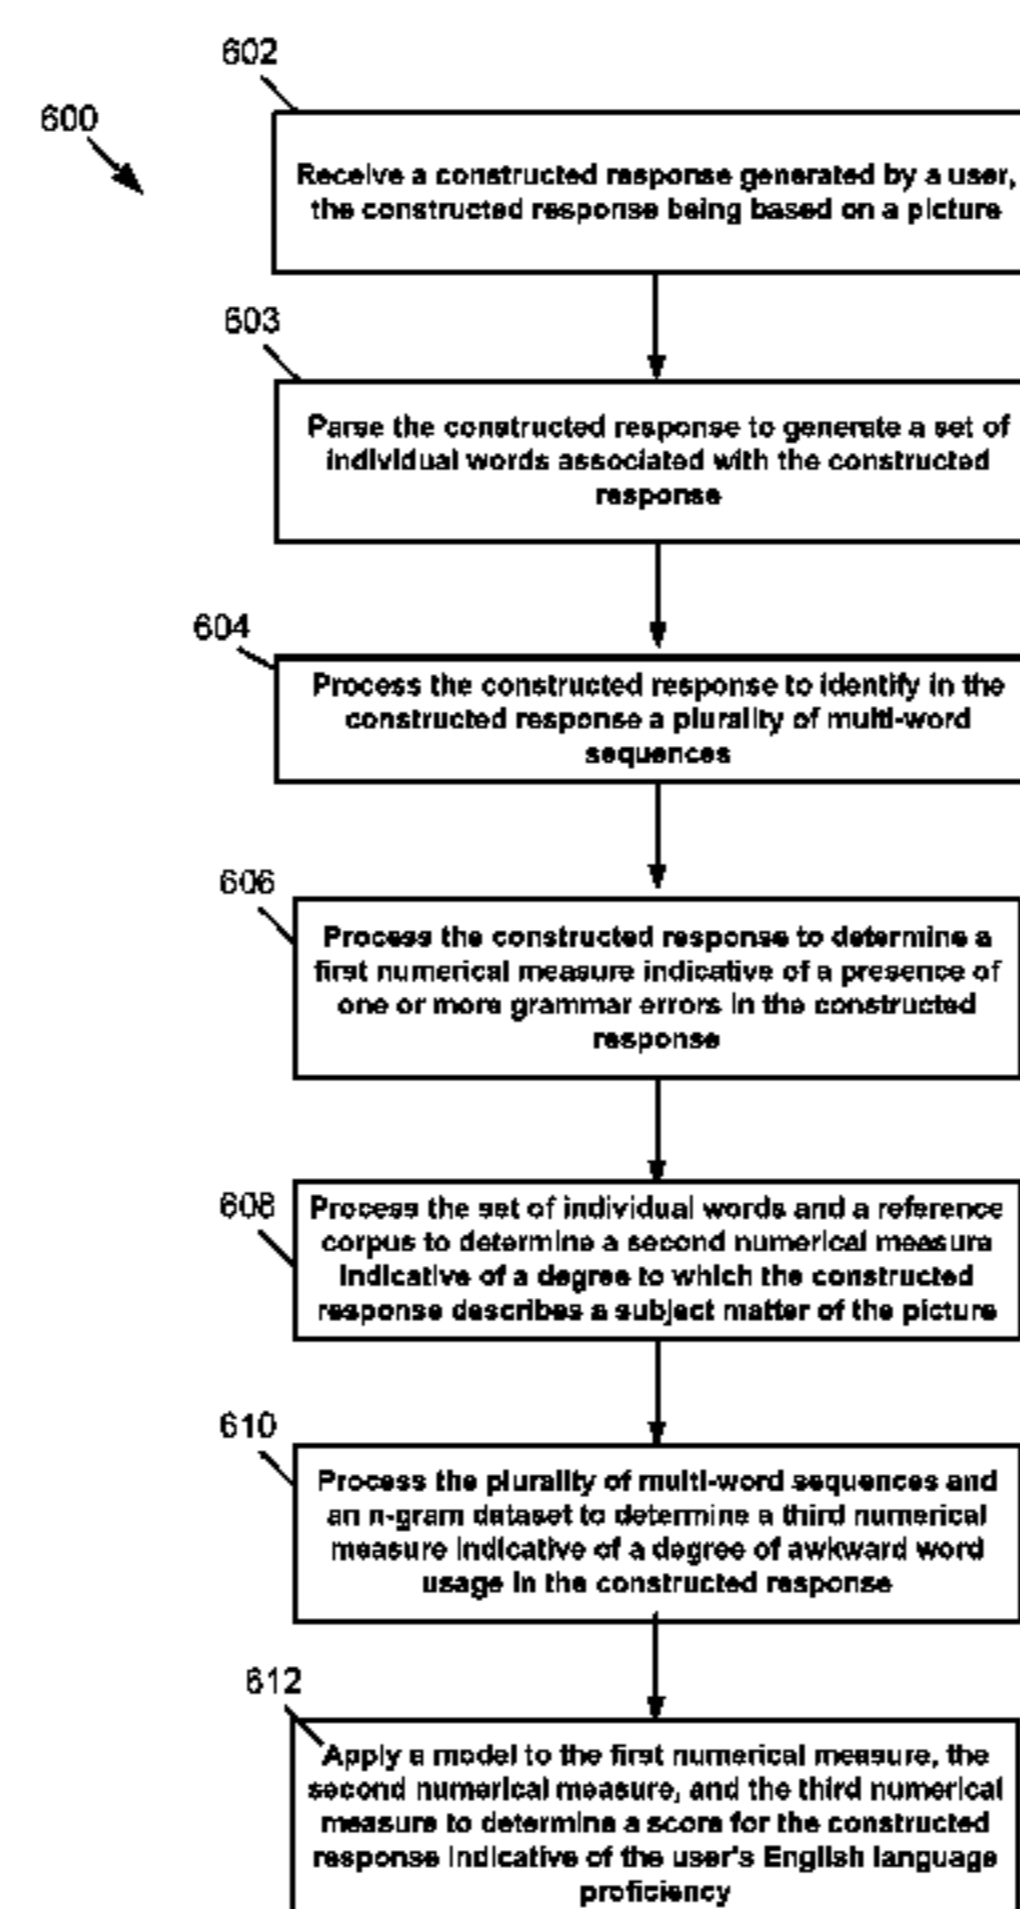 602
600
Receive a constructed response generated by a user,
the constructed response being based on a picture
603
Parse the constructed response to generate a set of
individual words associated with the constructed
response
604
Process the constructed response to identify in the
constructed response a plurality of multi-word
sequences
606
Process the constructed response to determine a
first numerical measure indicative of a presence of
one or more grammar errors in the constructed
response
608
Process the set of individual words and a reference
corpus to determine a second numerical measure
indicative of a degree to which the constructed
response describes a subject matter of the picture
610
Process the plurality of multi-word sequences and
an n-gram dataset to determine a third numerical
measure indicative of a degree of awkward word
usage in the constructed response
612
Apply a model to the first numerical measure, the
second numerical measure, and the third numerical
measure to determine a score for the constructed
response indicative of the user's English language
proficiency